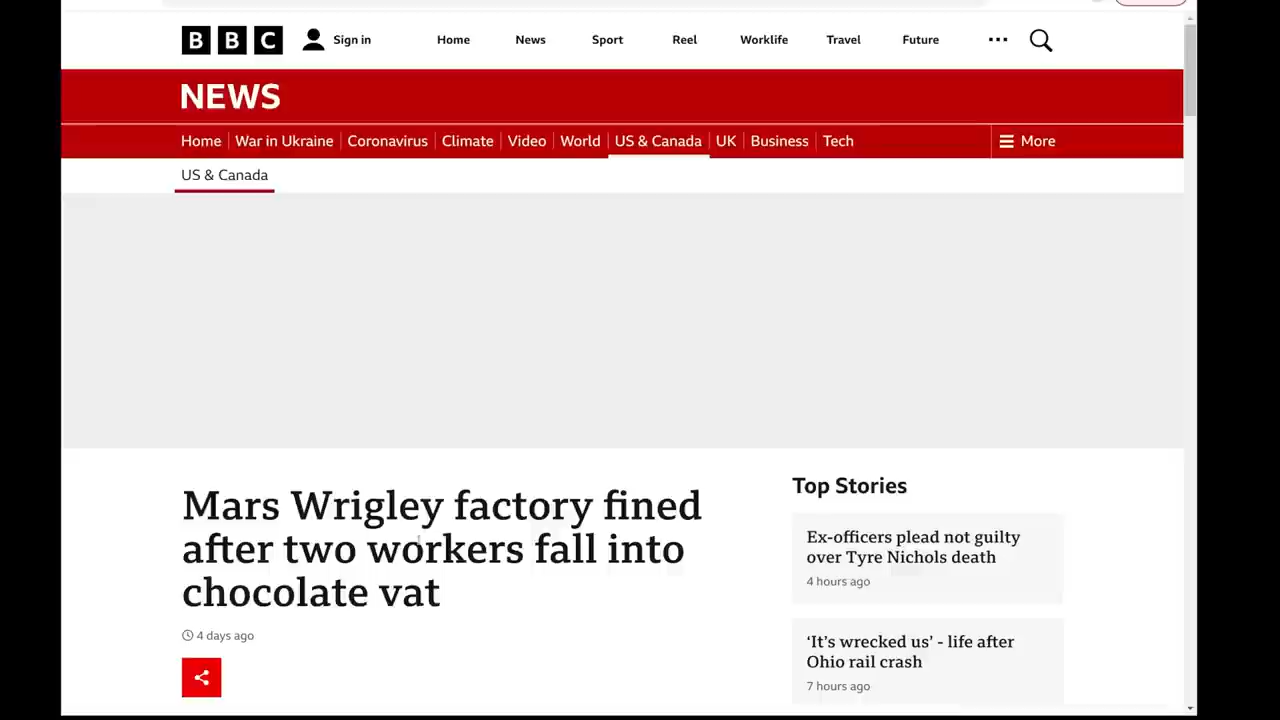 BBC Sign in Home News Sport Reel Worklife Travel Future ...
NEWS
Home War in Ukraine Coronavirus Climate Video World US & Canada UK Business Tech More
US & Canada
Mars Wrigley factory fined
after two workers fall into
chocolate vat
4 days ago
Top Stories
Ex-officers plead not guilty
over Tyre Nichols death
4 hours ago
‘It’s wrecked us’ - life after
Ohio rail crash
7 hours ago